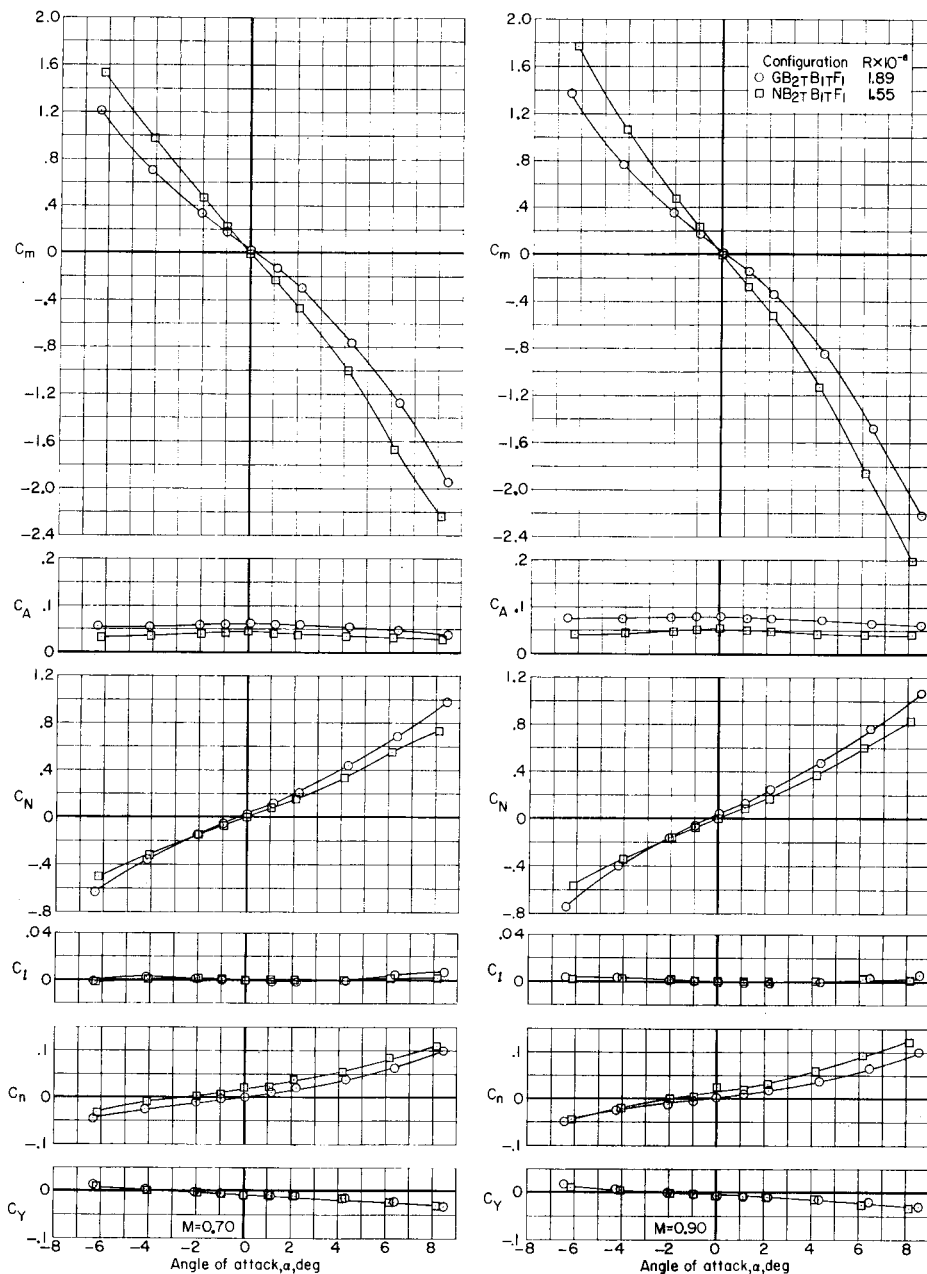 2.0
1.6
1.2
.8
.4
Cm 0
-.4
-.8
-1.2
-1.6
-2.0
-2.4
.2
CA .1
0
1.2
.8
.4
CN 0
-.4
-.8
.04
Cl 0
.1
Cn 0
-.1
0
CY
-.1
M=0.70
-8 -6 -4 -2 0 2 4 6 8
Angle of attack,α,deg
2.0
Configuration R×10⁻⁶
○ GB2TB1TF1 1.89
□ NB2TB1TF1 1.55
1.6
1.2
.8
.4
Cm 0
-.4
-.8
-1.2
-1.6
-2.0
-2.4
.2
CA .1
0
1.2
.8
.4
CN 0
-.4
-.8
.04
Cl 0
.1
Cn 0
-.1
0
CY
-.1
M=0.90
-8 -6 -4 -2 0 2 4 6 8
Angle of attack,α,deg